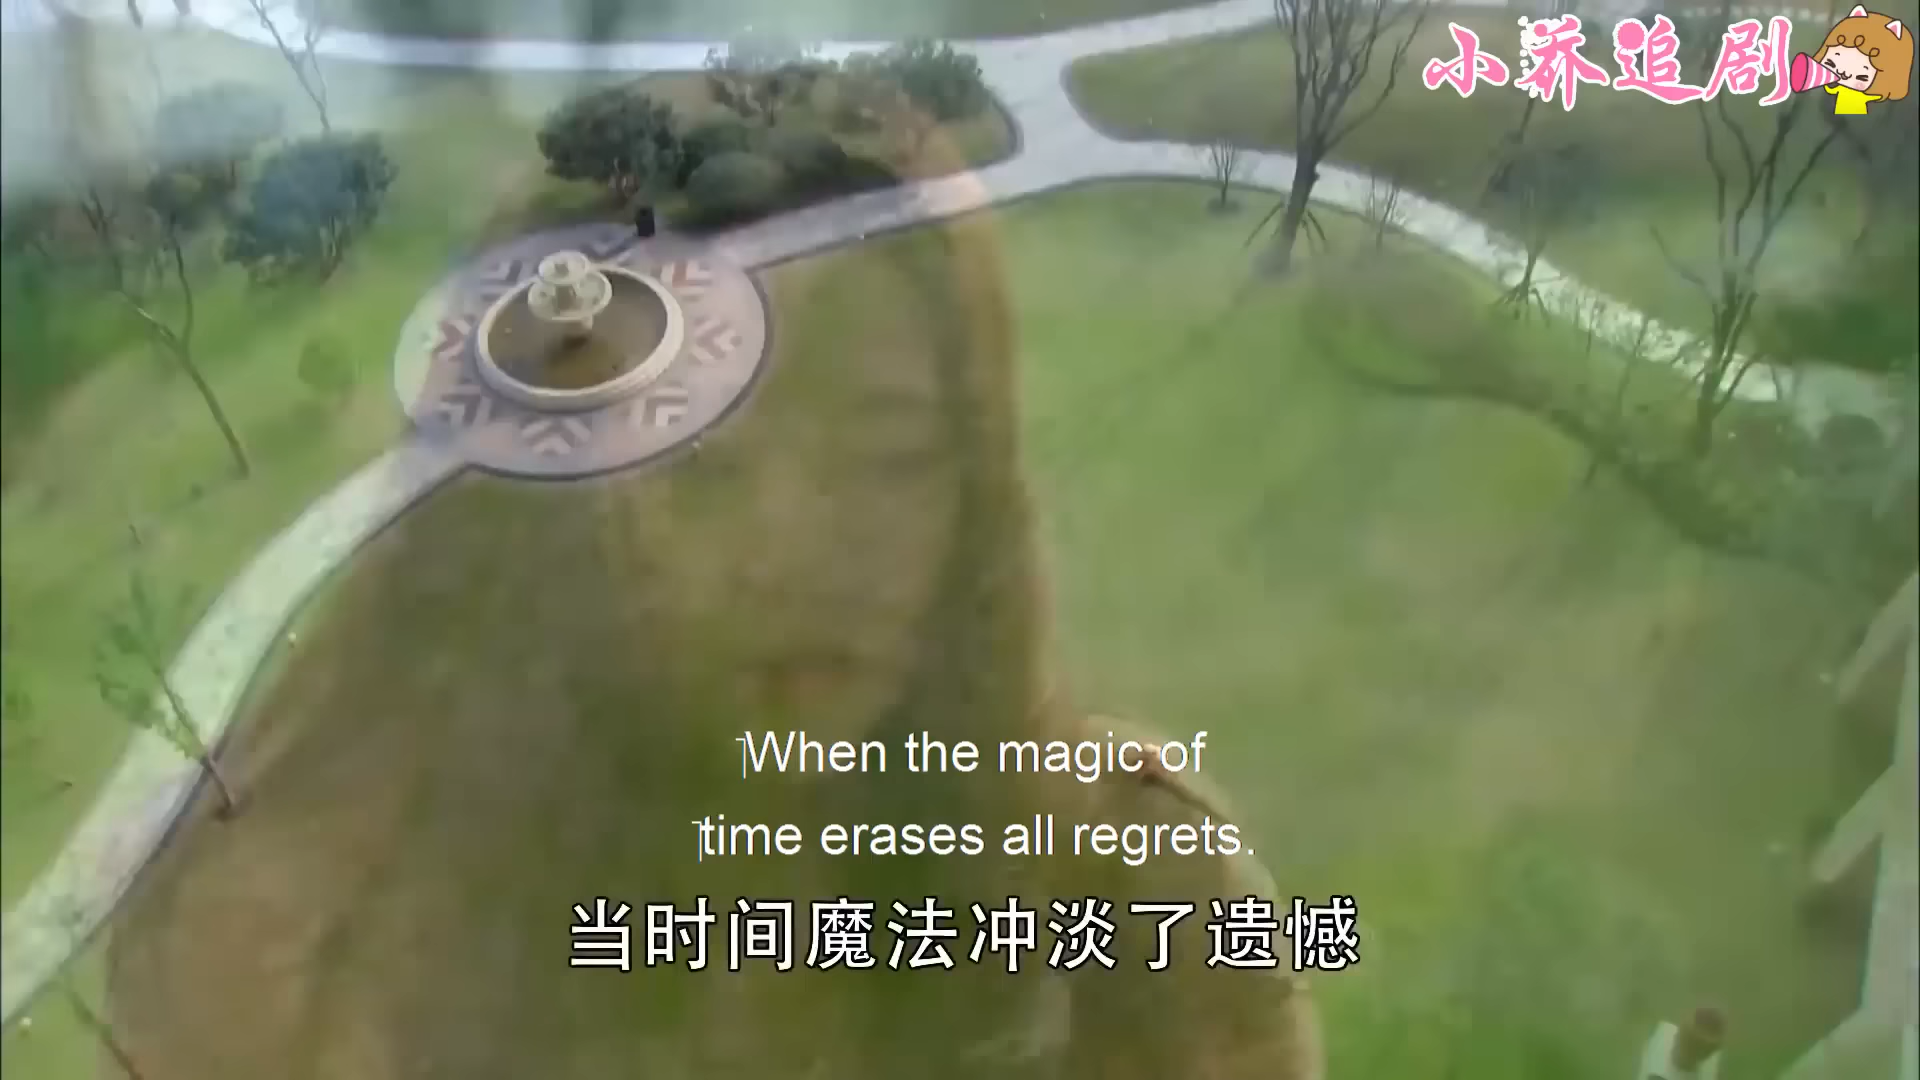 小莽追剧
When the magic of
time erases all regrets.
当时间魔法冲淡了遗憾